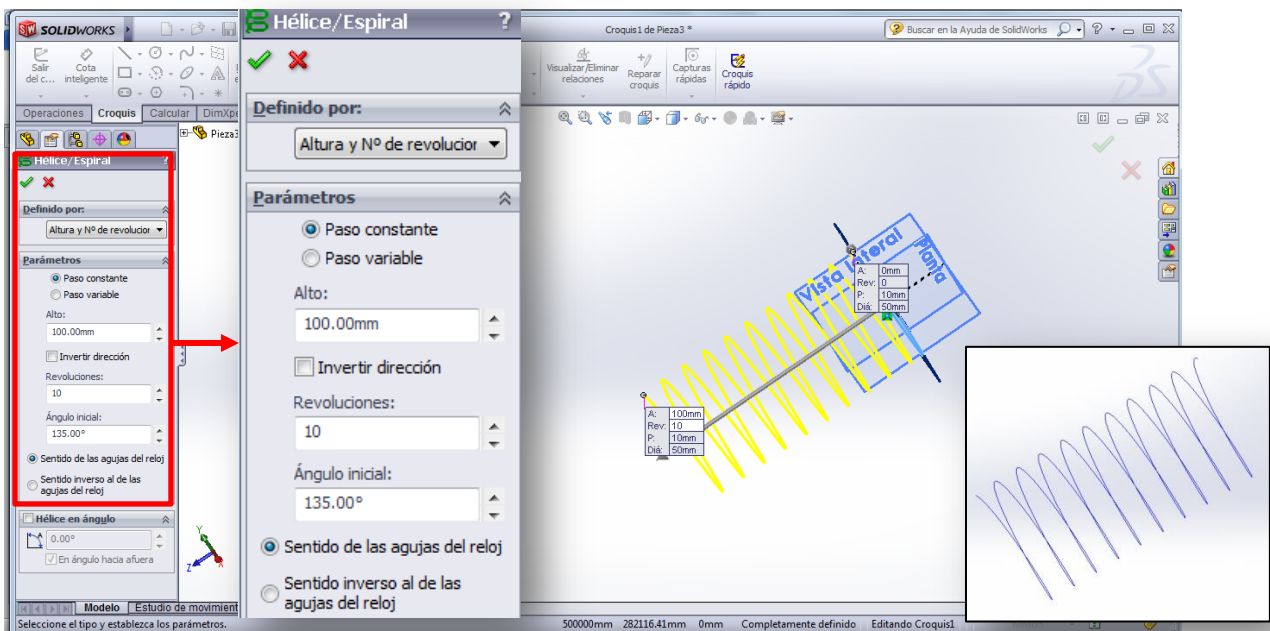 SOLIDWORKS
Croquis1 de Pieza3 *
Buscar en la Ayuda de SolidWorks
Salir del c...
Cota inteligente
Visualizar/Eliminar relaciones
Reparar croquis
Capturas rápidas
Croquis rápido
Operaciones Croquis Calcular DimXpe
Pieza3
Hélice/Espiral ?
Definido por:
Altura y Nº de revolucior
Parámetros
Paso constante
Paso variable
Alto:
100.00mm
Invertir dirección
Revoluciones:
10
Ángulo inicial:
135.00º
Sentido de las agujas del reloj
Sentido inverso al de las
agujas del reloj
Hélice en ángulo
0.00º
En ángulo hacia afuera
Hélice/Espiral ?
Definido por:
Altura y Nº de revolucior
Parámetros
Paso constante
Paso variable
Alto:
100.00mm
Invertir dirección
Revoluciones:
10
Ángulo inicial:
135.00º
Sentido de las agujas del reloj
Sentido inverso al de las
agujas del reloj
Vista lateral
Planta
A: 0mm
Rev: 0
P: 10mm
Diá: 50mm
A: 100mm
Rev: 10
P: 10mm
Diá: 50mm
Y
Z
Modelo Estudio de movimient
Seleccione el tipo y establezca los parámetros.
500000mm 282116.41mm 0mm Completamente definido Editando Croquis1